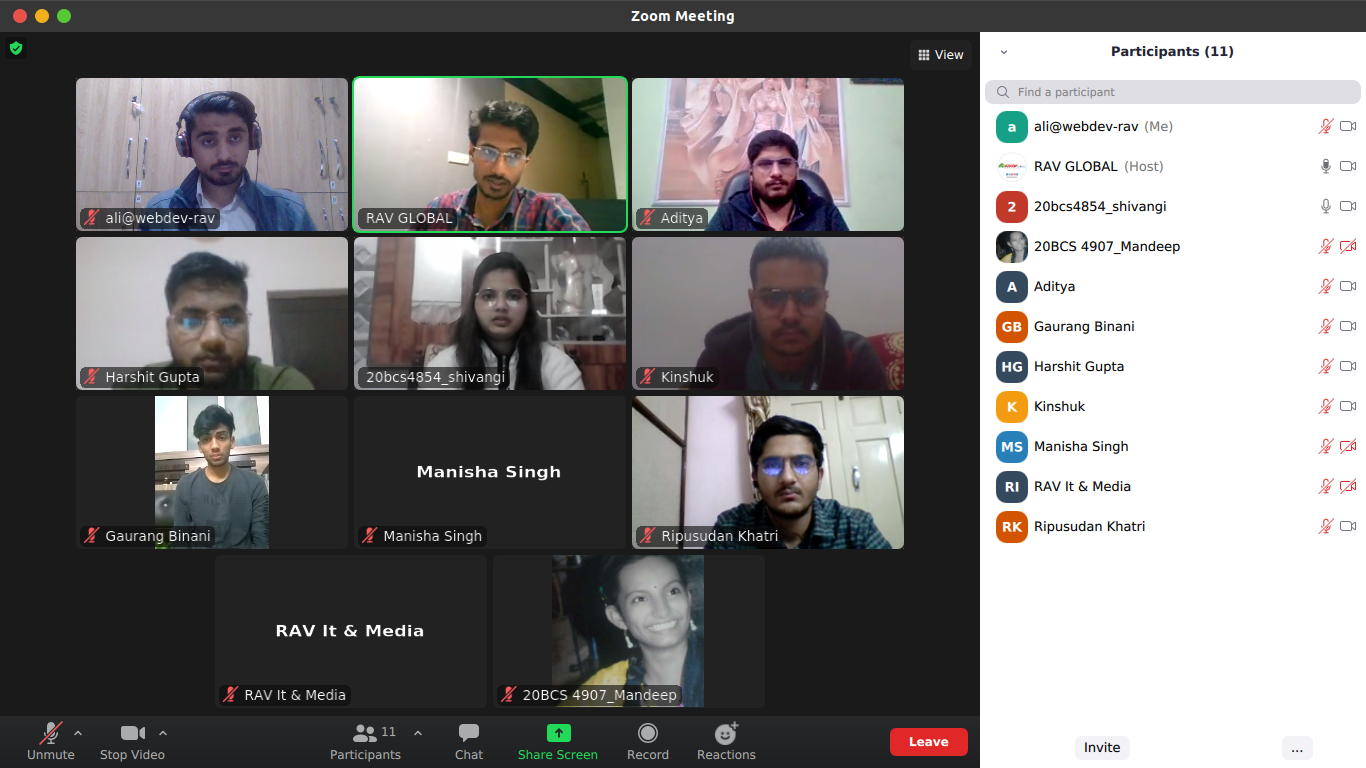 Zoom Meeting
View
ali@webdev-rav
RAV GLOBAL
Aditya
Harshit Gupta
20bcs4854_shivangi
Kinshuk
Gaurang Binani
Manisha Singh
Manisha Singh
Ripusudan Khatri
RAV It & Media
RAV It & Media
20BCS 4907_Mandeep
Unmute
Stop Video
11
Participants
Chat
Share Screen
Record
Reactions
Leave
Participants (11)
Find a participant
a ali@webdev-rav (Me)
RAV GLOBAL (Host)
2 20bcs4854_shivangi
20BCS 4907_Mandeep
A Aditya
GB Gaurang Binani
HG Harshit Gupta
K Kinshuk
MS Manisha Singh
RI RAV It & Media
RK Ripusudan Khatri
Invite
...